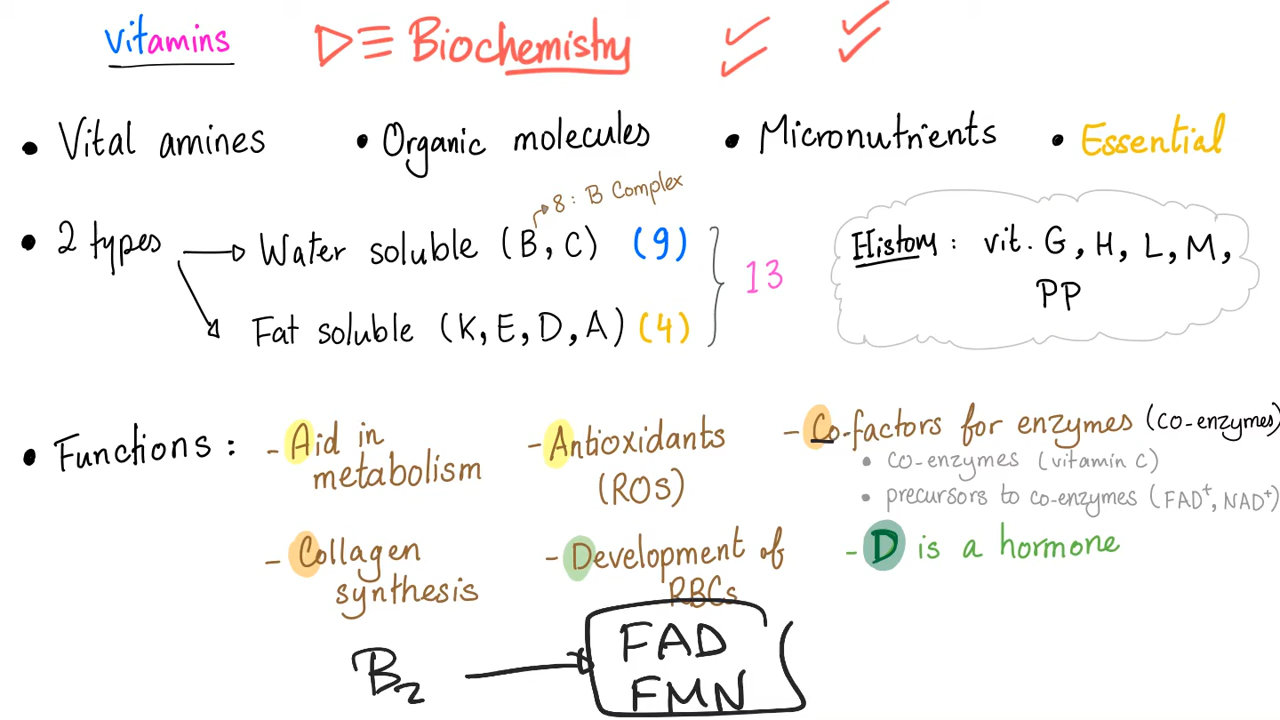 Vitamins
Biochemistry
• Vital amines
• Organic molecules
• Micronutrients
• Essential
8: B Complex
• 2 types
Water soluble (B, C) (9)
Fat soluble (K, E, D, A) (4)
13
History: vit. G, H, L, M,
PP
• Functions:
- Aid in
metabolism
- Antioxidants
(ROS)
- Co-factors for enzymes (co-enzymes)
• co-enzymes (vitamin c)
• precursors to co-enzymes (FAD+, NAD+)
- Collagen
synthesis
- Development of
RBCs
- D is a hormone
B2
FAD
FMN